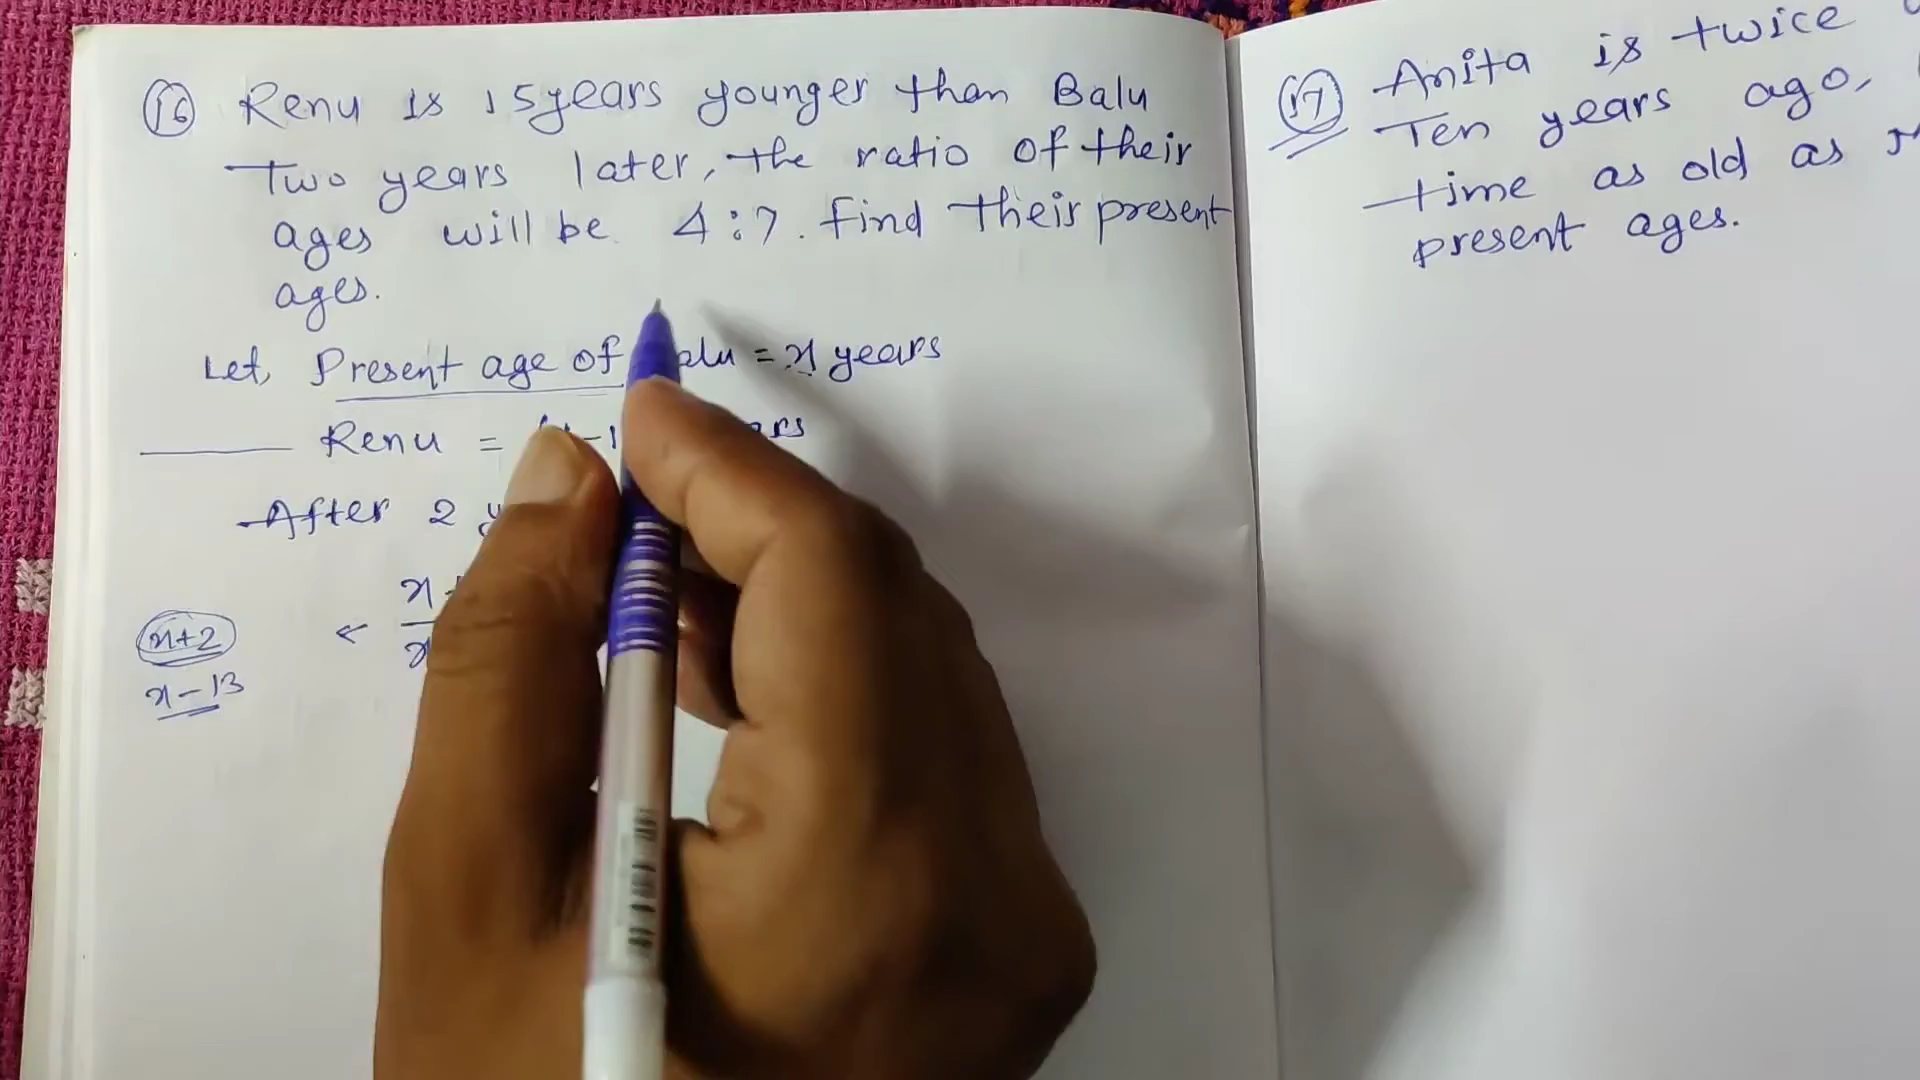 16 Renu is 15 years younger than Balu
Two years later, the ratio of their
ages will be 4:7. Find their present
ages.
Let, Present age of = x years
Renu =
After 2
x+2
x-13
17 Anita is twice
Ten years ago,
time as old as
present ages.